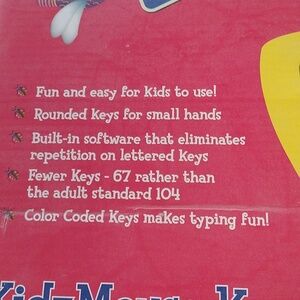 Fun and easy for Kids to use!
Rounded Keys for small hands
Built-in software that eliminates
repetition on lettered Keys
Fewer Keys - 67 rather than
the adult standard 104
Color Coded Keys makes typing fun!